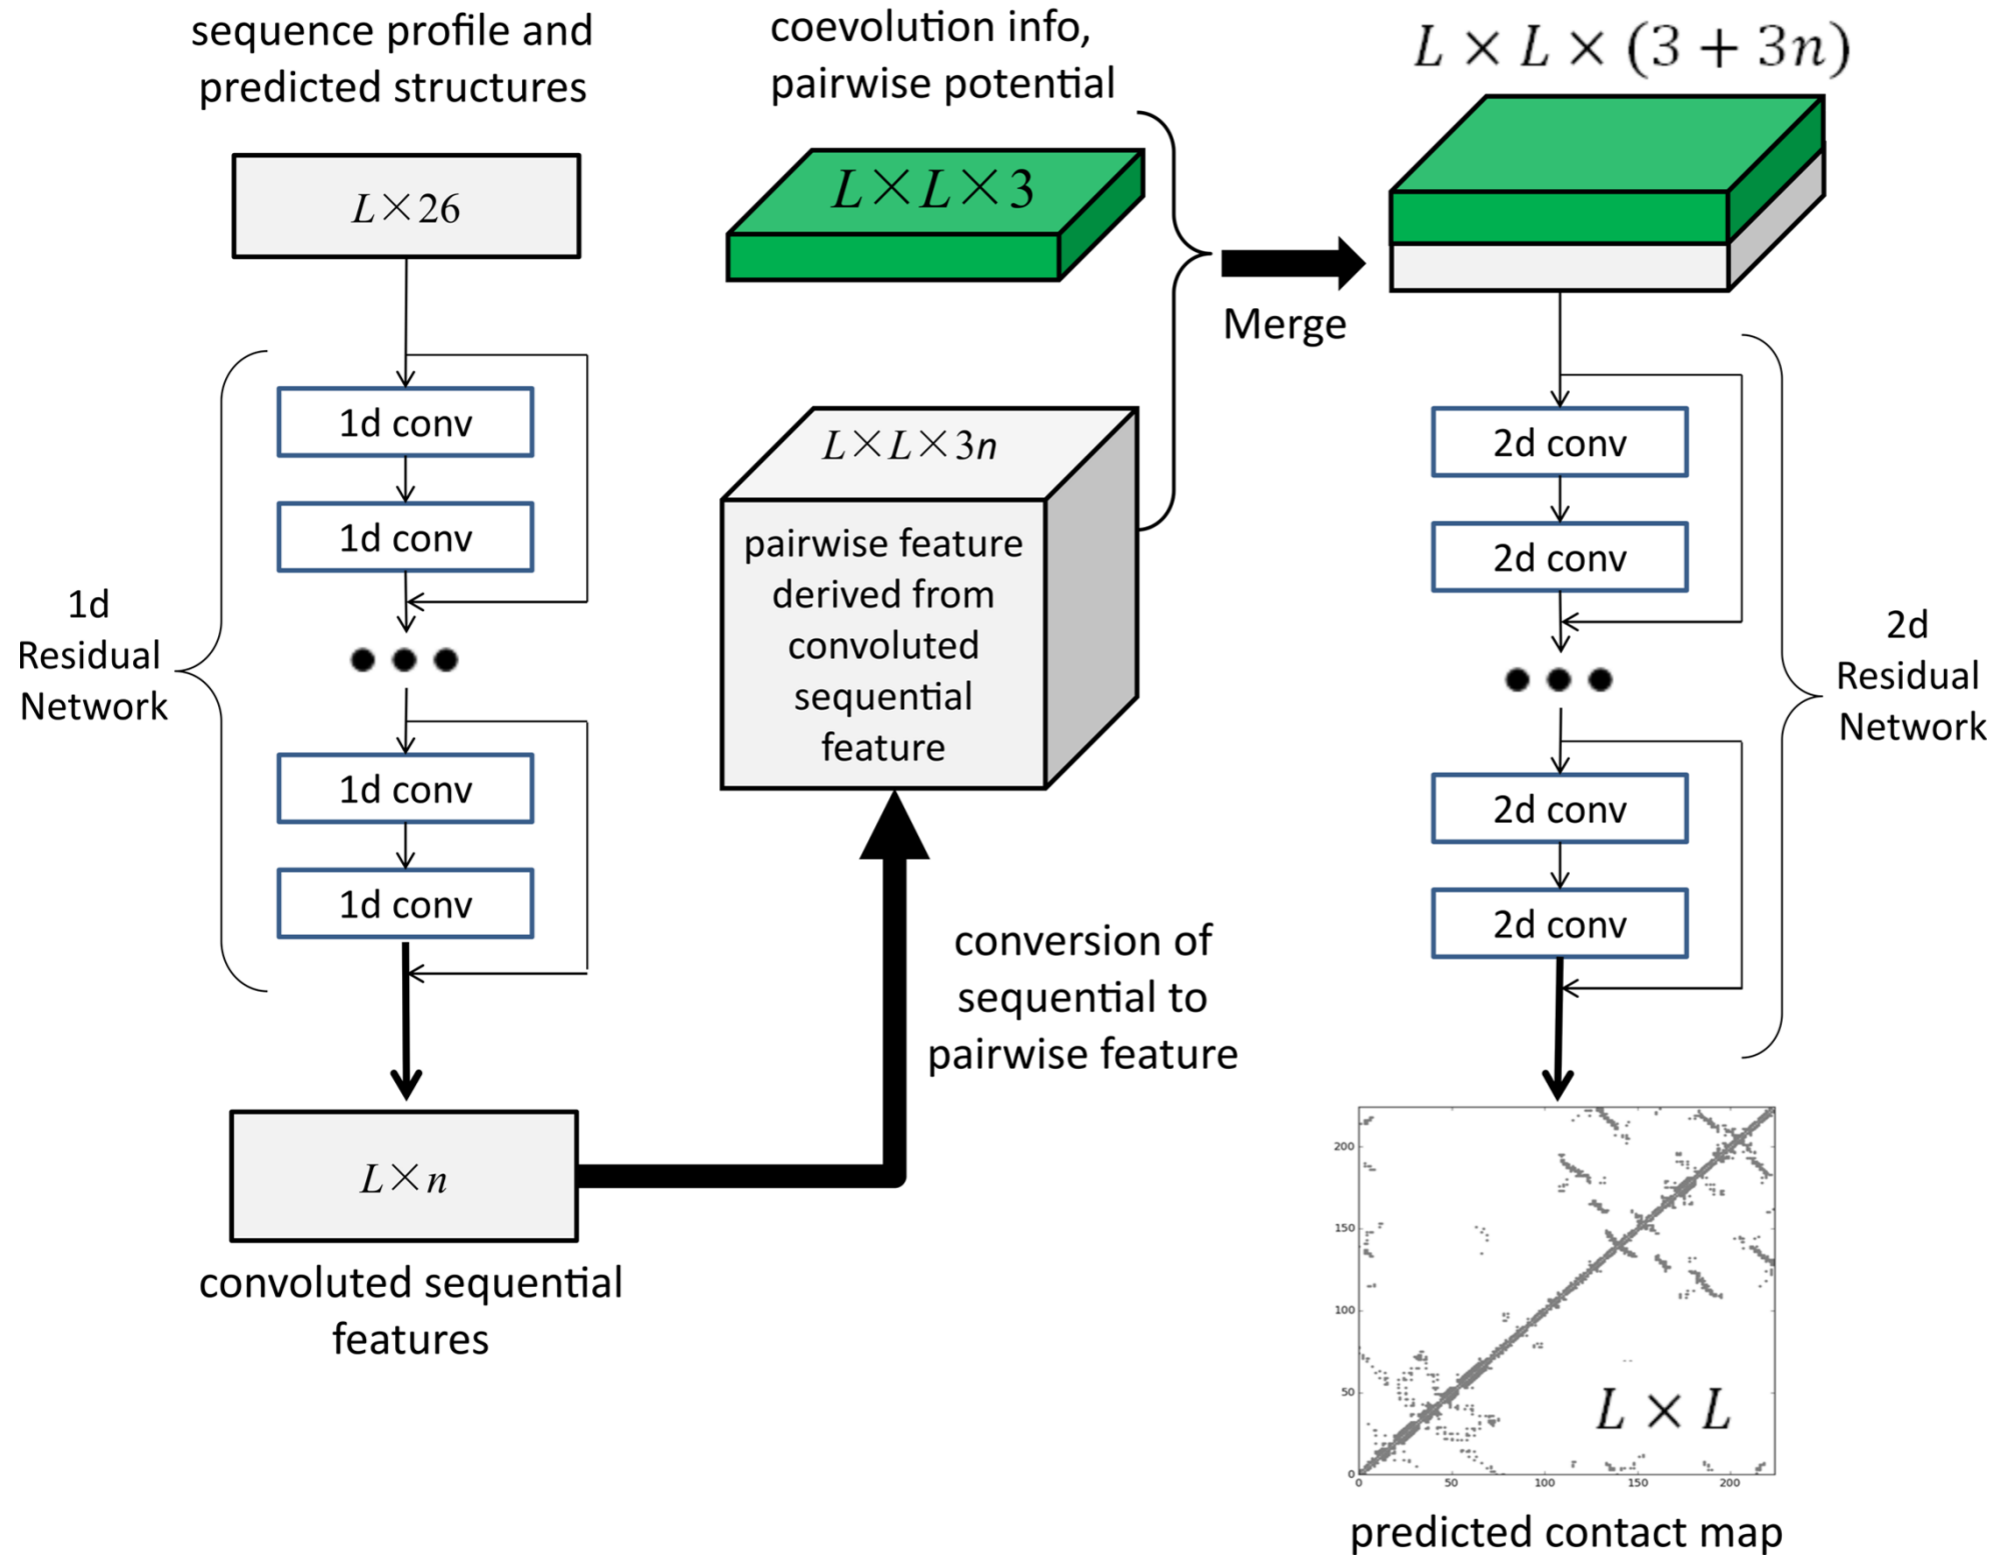 sequence profile and
predicted structures
L×26
1d conv
1d conv
1d conv
1d conv
1d
Residual
Network
L×n
convoluted sequential
features
coevolution info,
pairwise potential
L×L×3
L×L×3n
pairwise feature
derived from
convoluted
sequential
feature
conversion of
sequential to
pairwise feature
Merge
L × L × (3 + 3n)
2d conv
2d conv
2d conv
2d conv
2d
Residual
Network
200
150
100
50
0
0 50 100 150 200
L × L
predicted contact map